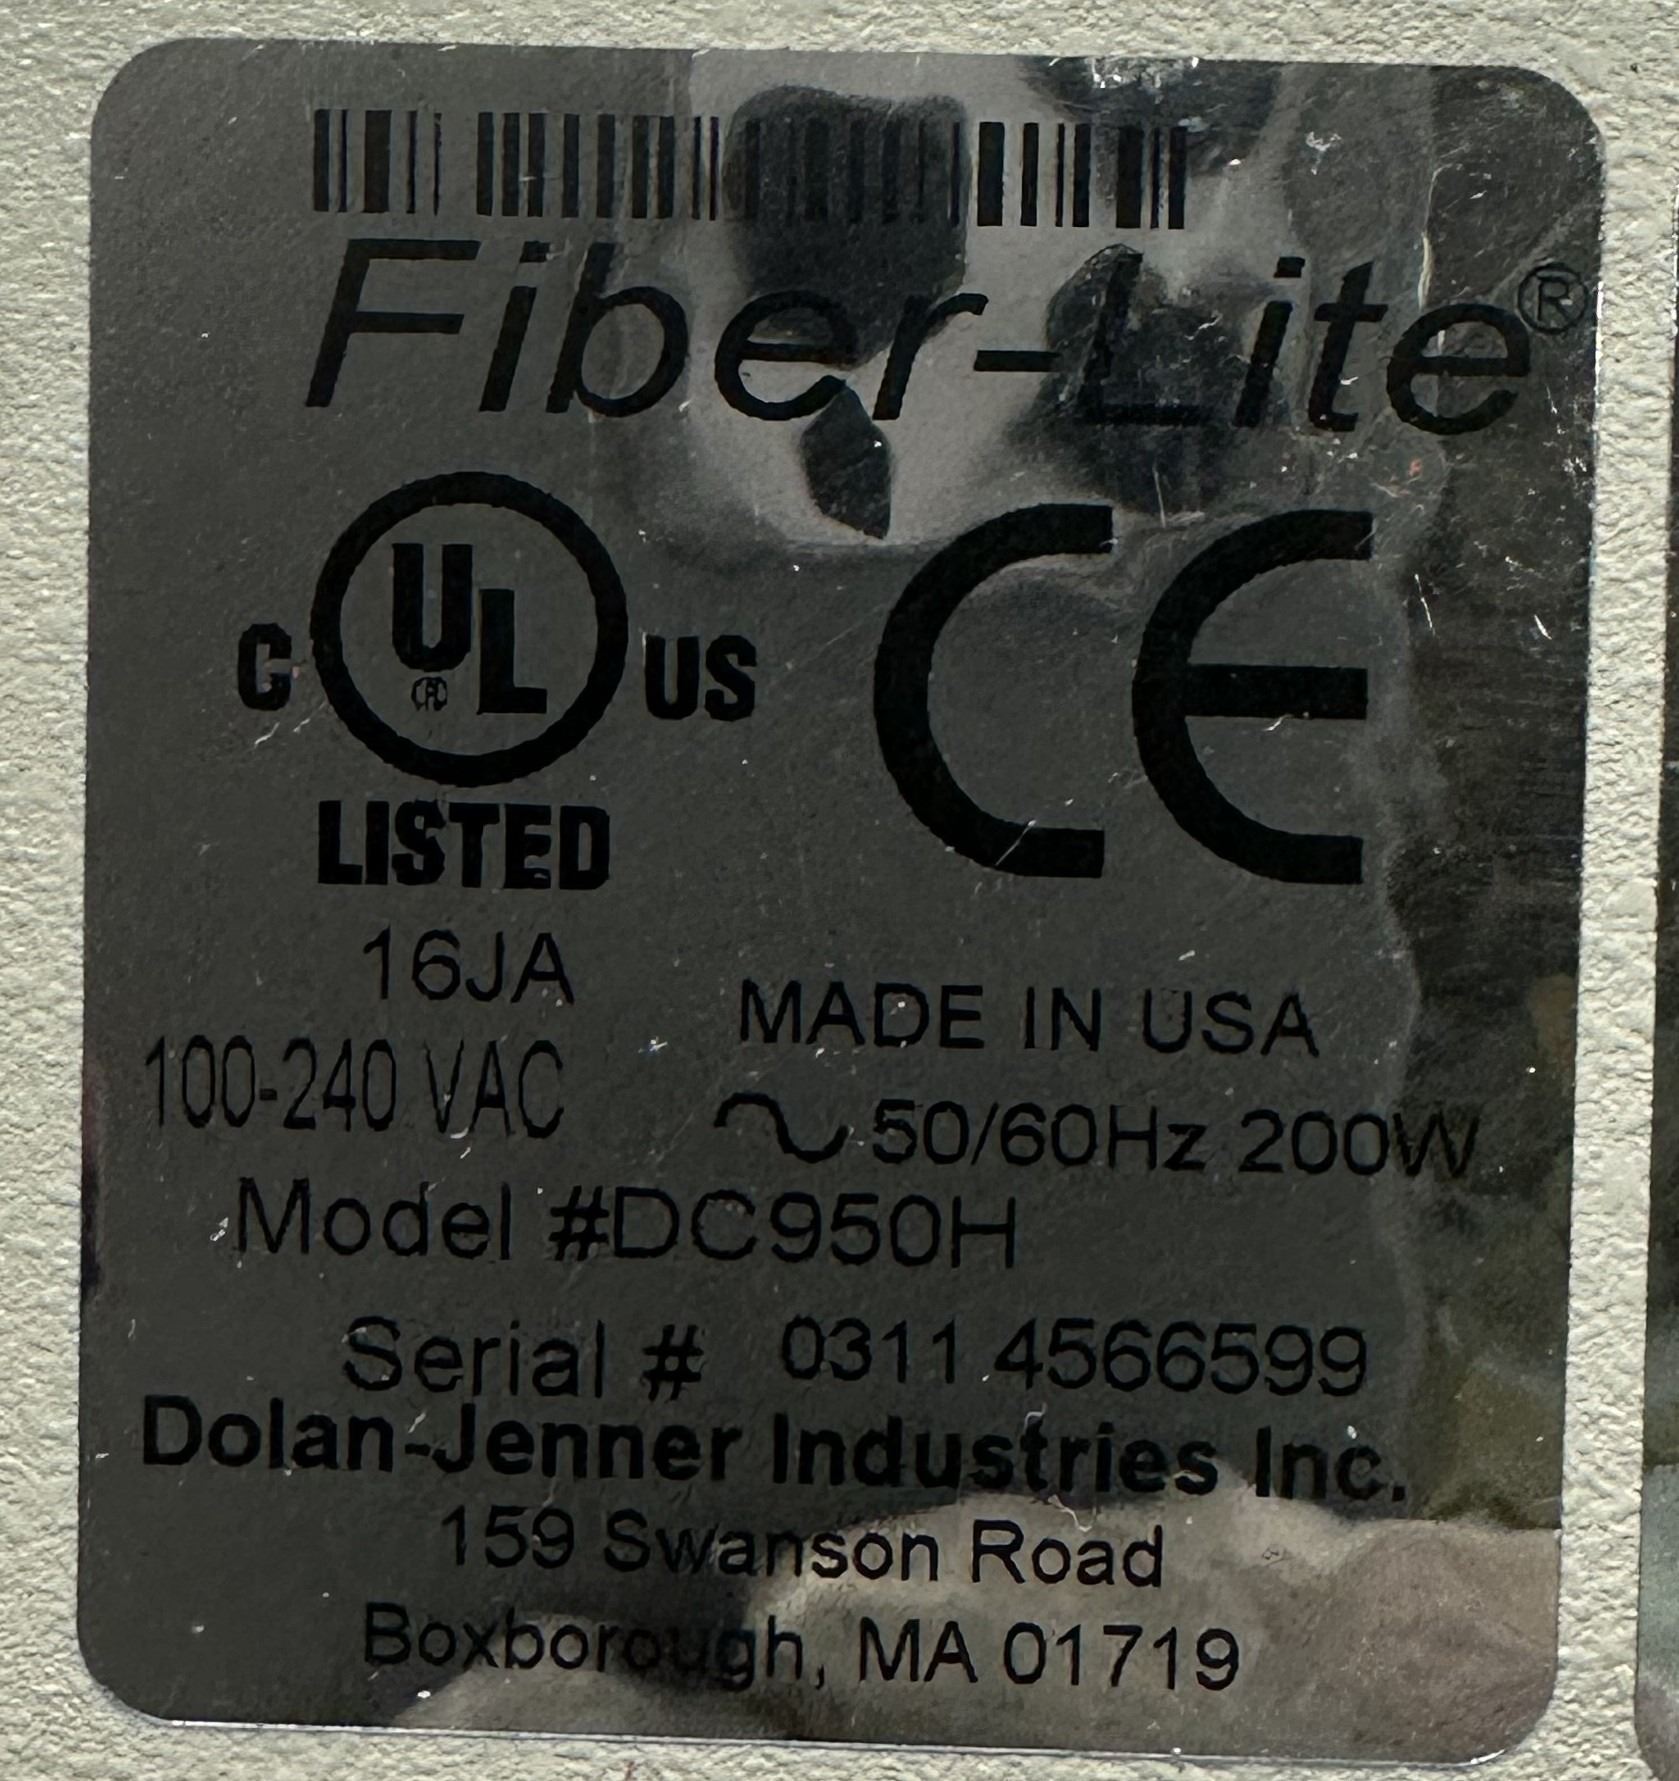 Fiber-Lite®
C UL US CE
LISTED
16JA
MADE IN USA
100-240 VAC
50/60Hz 200W
Model #DC950H
Serial # 0311 4566599
Dolan-Jenner Industries Inc.
159 Swanson Road
Boxborough, MA 01719